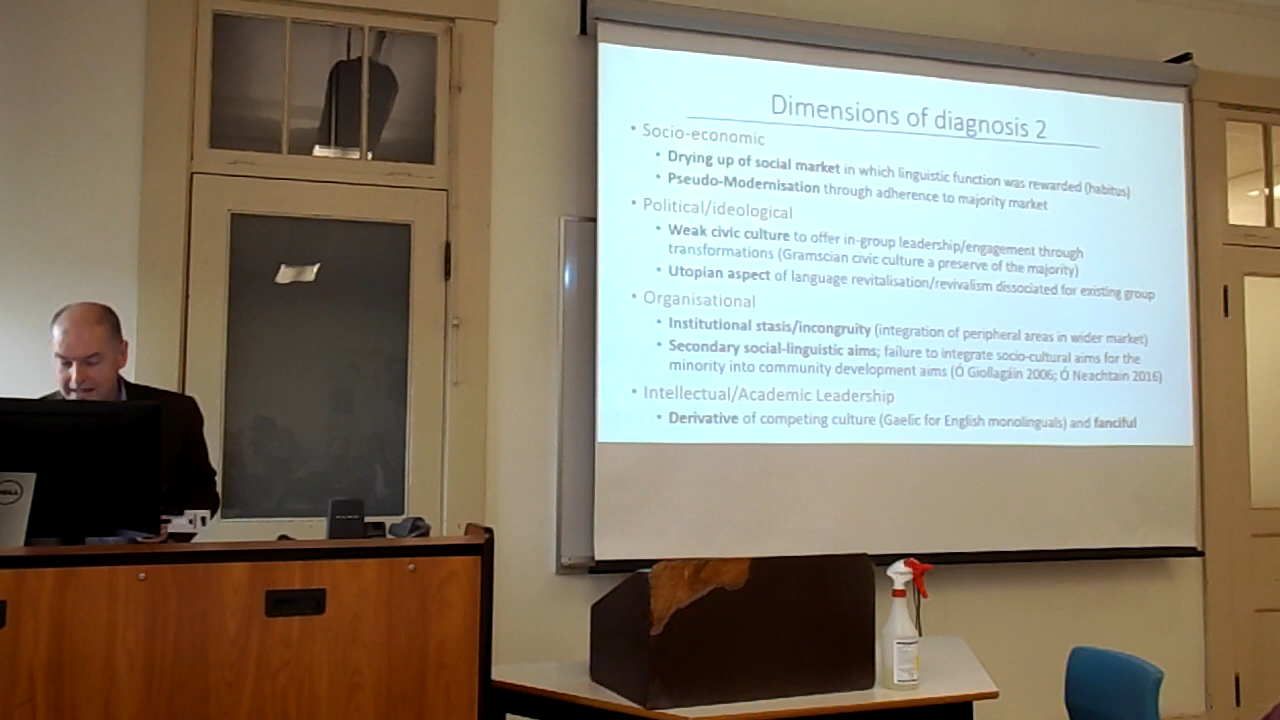 Dimensions of diagnosis 2
• Socio-economic
• Drying up of social market in which linguistic function was rewarded (habitus)
• Pseudo-Modernisation through adherence to majority market
• Political/ideological
• Weak civic culture to offer in-group leadership/engagement through
transformations (Gramscian civic culture a preserve of the majority)
• Utopian aspect of language revitalisation/revivalism dissociated for existing group
• Organisational
• Institutional stasis/incongruity (integration of peripheral areas in wider market)
• Secondary social-linguistic aims; failure to integrate socio-cultural aims for the
minority into community development aims (Ó Giollagáin 2006; Ó Neachtain 2016)
• Intellectual/Academic Leadership
• Derivative of competing culture (Gaelic for English monolinguals) and fanciful
DELL